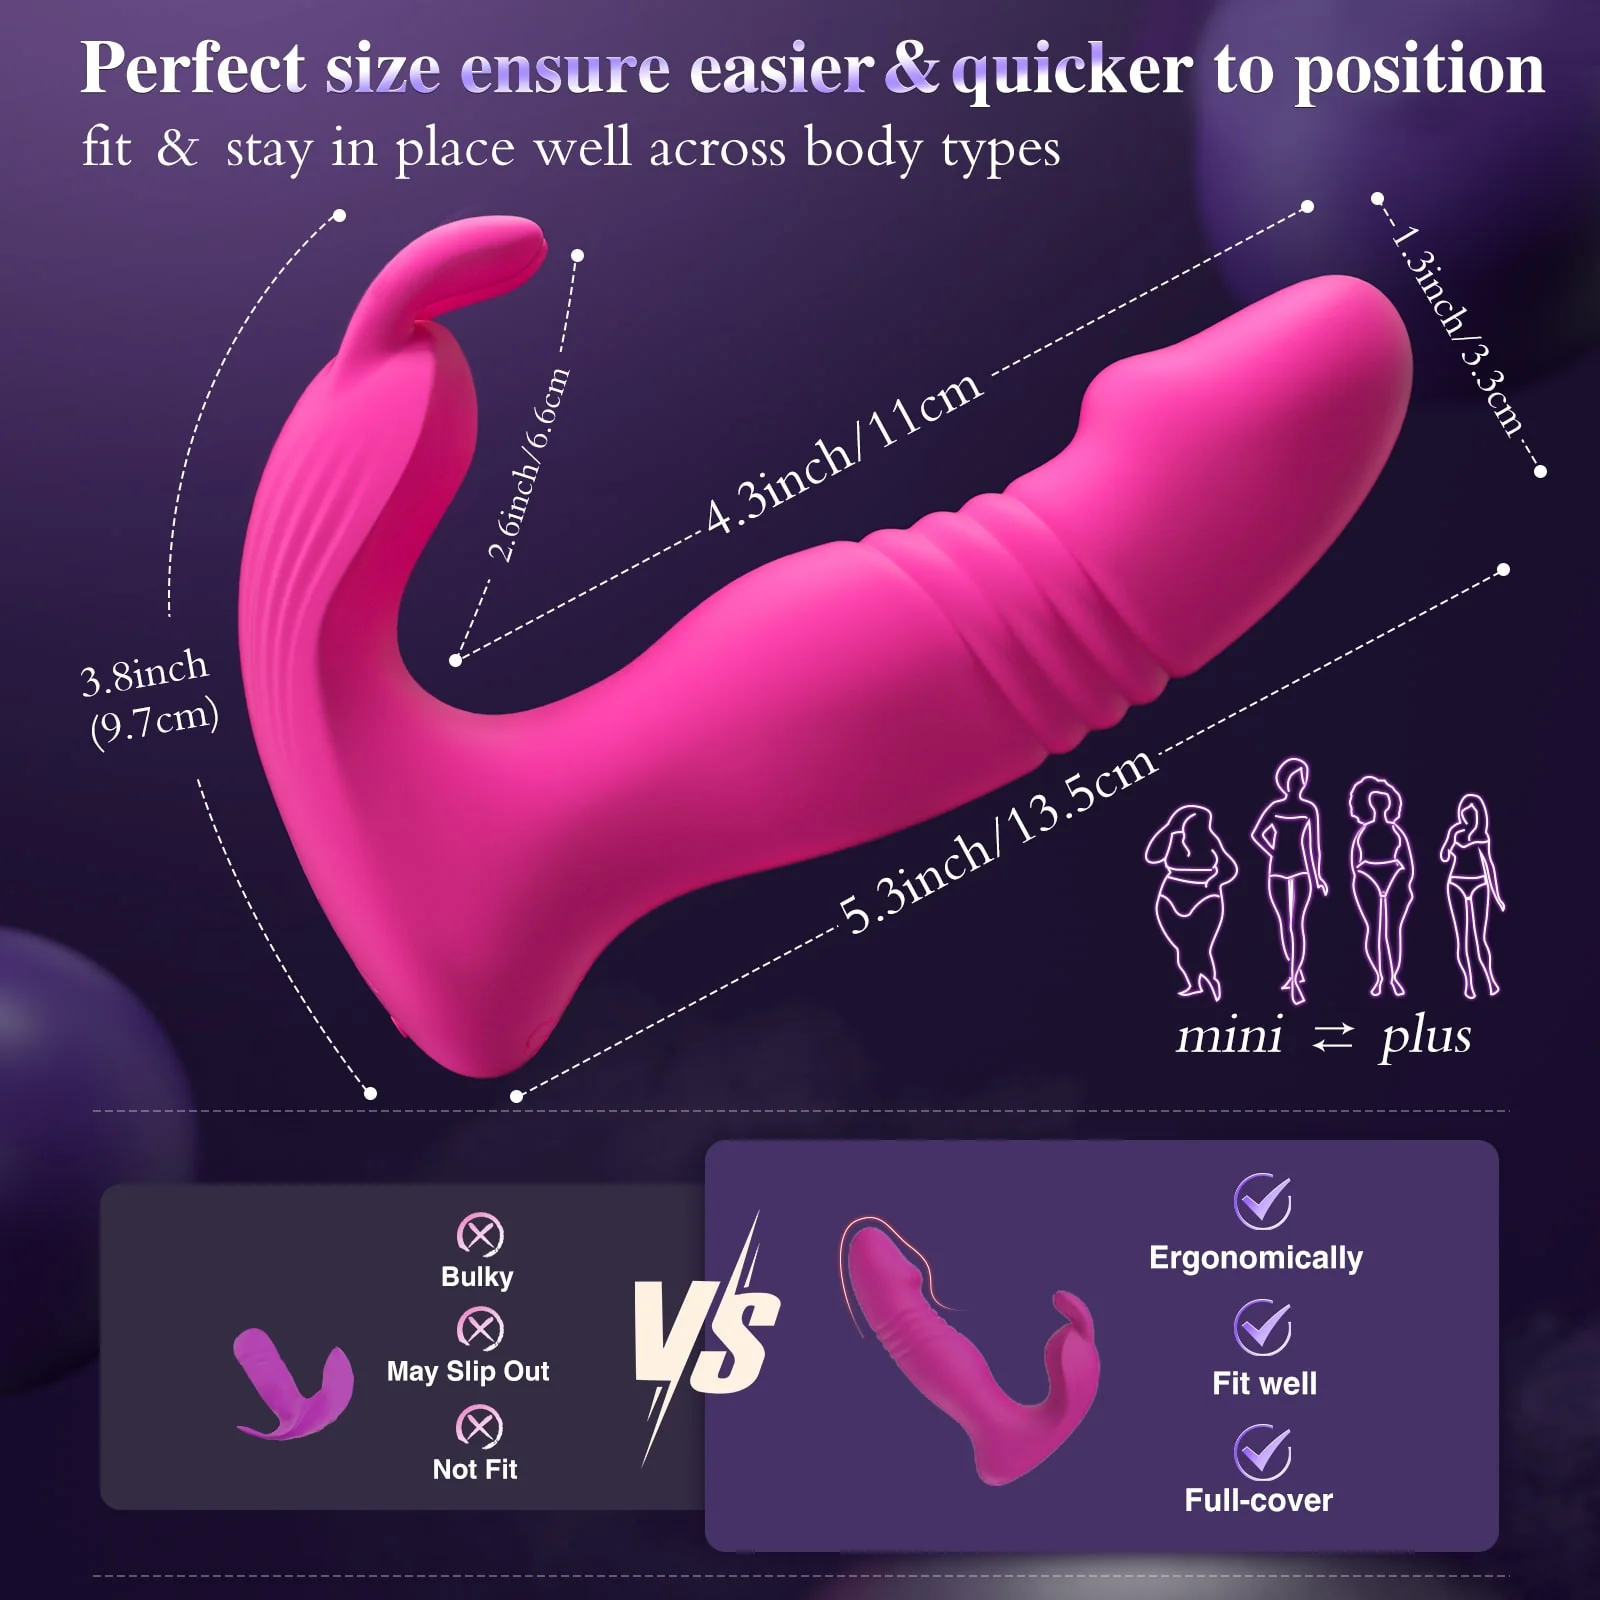 Perfect size ensure easier & quicker to position
fit & stay in place well across body types
1.3inch/3.3cm
4.3inch/11cm
2.6inch/6.6cm
3.8inch
(9.7cm)
5.3inch/13.5cm
mini ⇄ plus
Bulky
May Slip Out
Not Fit
VS
Ergonomically
Fit well
Full-cover